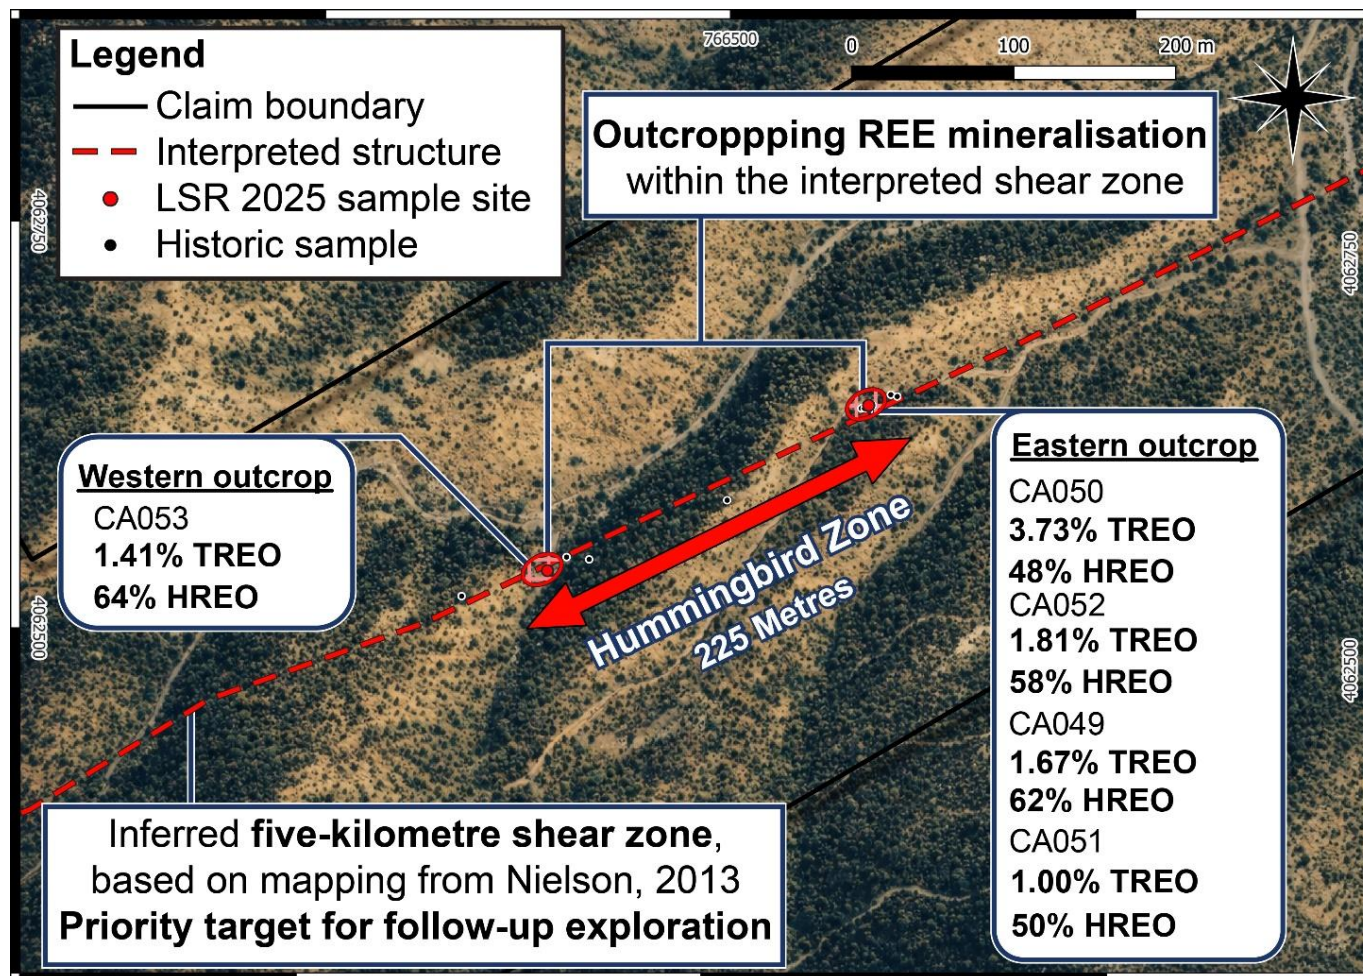 Legend
Claim boundary
Interpreted structure
LSR 2025 sample site
Historic sample
766500
0 100 200 m
Outcroppping REE mineralisation
within the interpreted shear zone
4062750
4062750
Western outcrop
CA053
1.41% TREO
64% HREO
Hummingbird Zone
225 Metres
Eastern outcrop
CA050
3.73% TREO
48% HREO
CA052
1.81% TREO
58% HREO
CA049
1.67% TREO
62% HREO
CA051
1.00% TREO
50% HREO
4062500
4062500
Inferred five-kilometre shear zone,
based on mapping from Nielson, 2013
Priority target for follow-up exploration